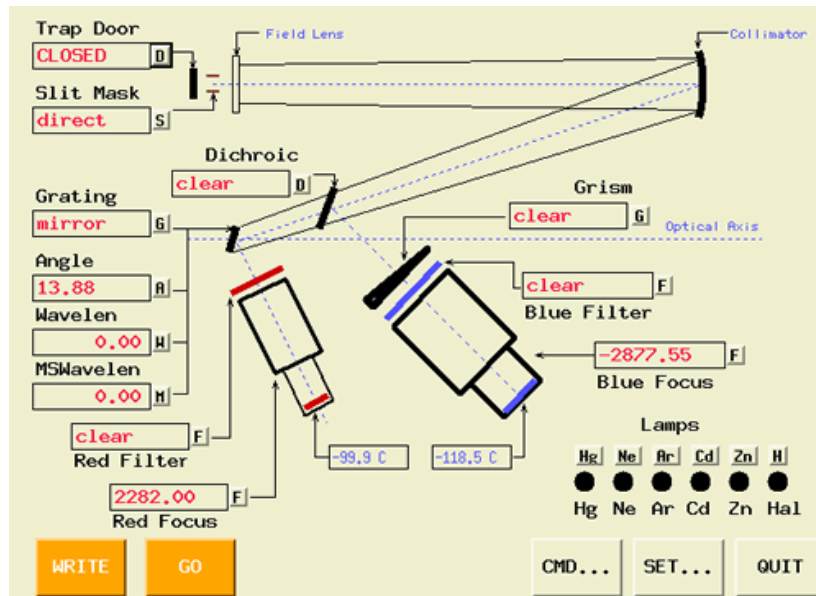 Trap Door
CLOSED D
Field Lens
Collimator
Slit Mask
direct S
Dichroic
clear D
Grism
clear G
Grating
mirror G
Optical Axis
Angle
13.88 A
clear F
Blue Filter
Wavelen
0.00 W
-2877.55 F
Blue Focus
MSWavelen
0.00 M
clear F
Red Filter
-99.9 C
-118.5 C
Lamps
Hg Ne Ar Cd Zn H
Hg Ne Ar Cd Zn Hal
2282.00 F
Red Focus
WRITE GO CMD... SET... QUIT